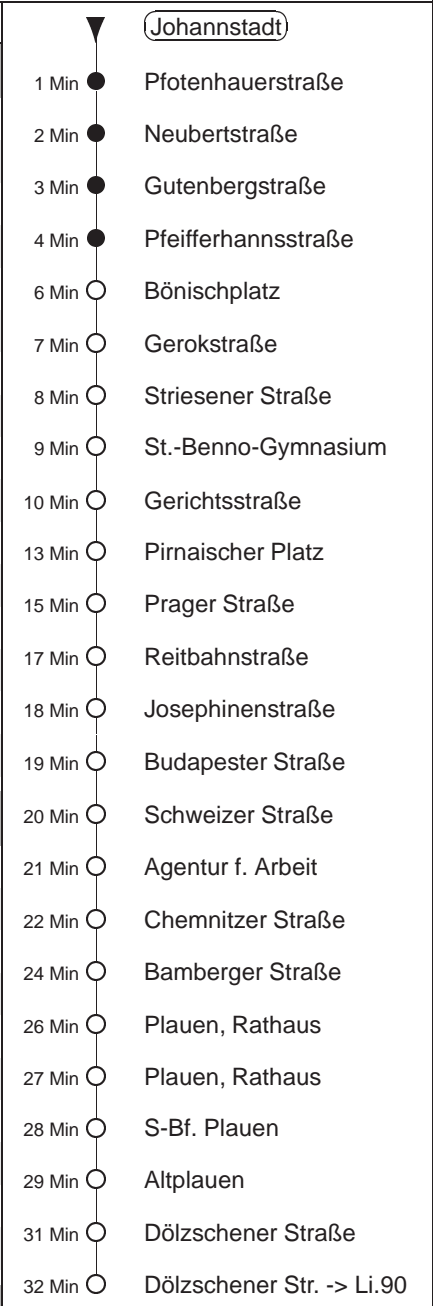 Johannstadt
1 Min Pfotenhauerstraße
2 Min Neubertstraße
3 Min Gutenbergstraße
4 Min Pfeifferhannsstraße
6 Min Bönischplatz
7 Min Gerokstraße
8 Min Striesener Straße
9 Min St.-Benno-Gymnasium
10 Min Gerichtsstraße
13 Min Pirnaischer Platz
15 Min Prager Straße
17 Min Reitbahnstraße
18 Min Josephinenstraße
19 Min Budapester Straße
20 Min Schweizer Straße
21 Min Agentur f. Arbeit
22 Min Chemnitzer Straße
24 Min Bamberger Straße
26 Min Plauen, Rathaus
27 Min Plauen, Rathaus
28 Min S-Bf. Plauen
29 Min Altplauen
31 Min Dölzschener Straße
32 Min Dölzschener Str. -> Li.90